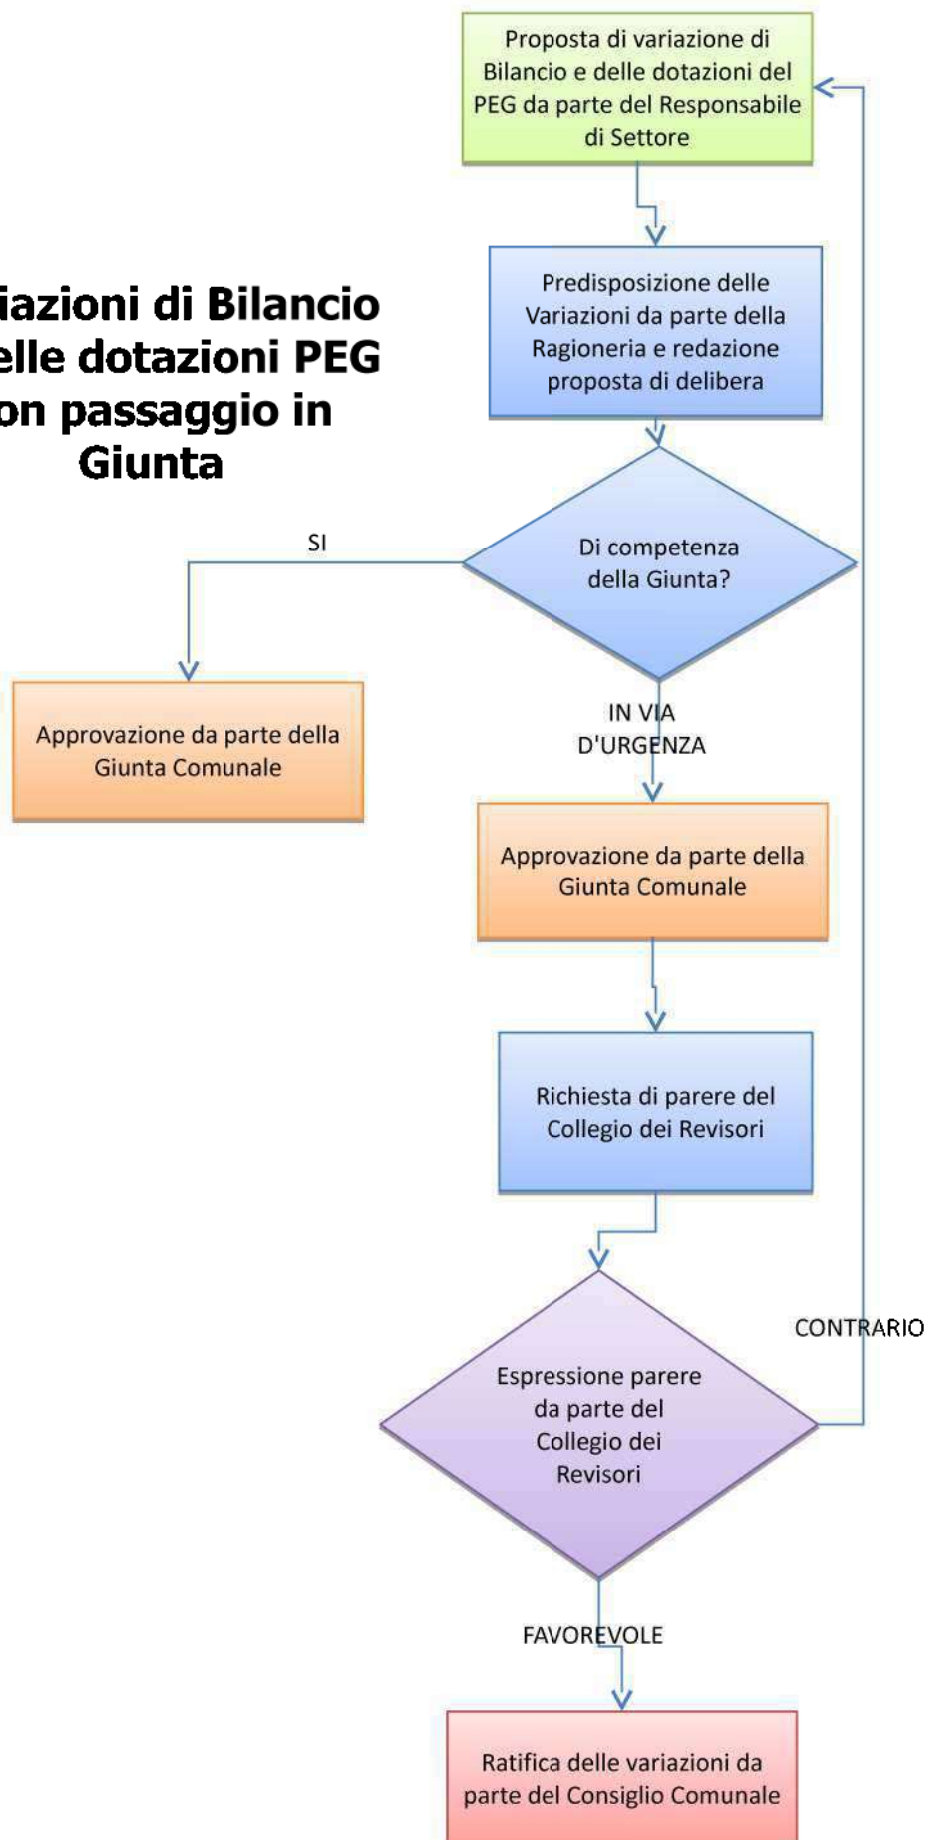 Proposta di variazione di
Bilancio e delle dotazioni del
PEG da parte del Responsabile
di Settore
Predisposizione delle
Variazioni da parte della
Ragioneria e redazione
proposta di delibera
iazioni di Bilancio
elle dotazioni PEG
on passaggio in
Giunta
SI
Di competenza
della Giunta?
Approvazione da parte della
Giunta Comunale
IN VIA
D'URGENZA
Approvazione da parte della
Giunta Comunale
Richiesta di parere del
Collegio dei Revisori
CONTRARIO
Espressione parere
da parte del
Collegio dei
Revisori
FAVOREVOLE
Ratifica delle variazioni da
parte del Consiglio Comunale